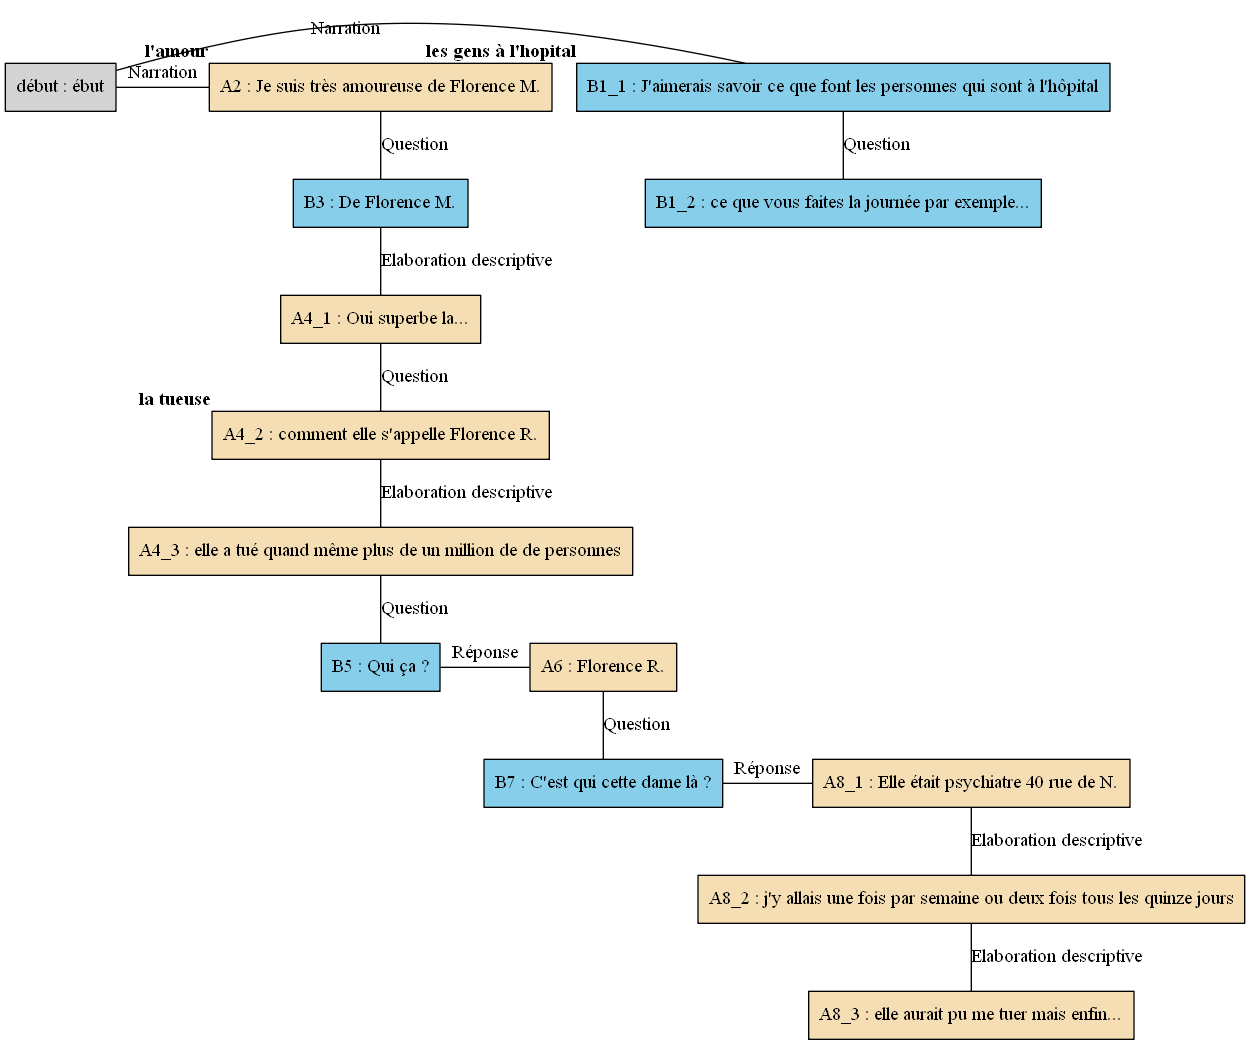 Narration
l'amour
les gens à l'hopital
Narration
début : ébut
A2 : Je suis très amoureuse de Florence M.
B1_1 : J'aimerais savoir ce que font les personnes qui sont à l'hôpital
Question
Question
B3 : De Florence M.
B1_2 : ce que vous faites la journée par exemple...
Elaboration descriptive
A4_1 : Oui superbe la...
Question
la tueuse
A4_2 : comment elle s'appelle Florence R.
Elaboration descriptive
A4_3 : elle a tué quand même plus de un million de de personnes
Question
B5 : Qui ça ?
Réponse
A6 : Florence R.
Question
B7 : C'est qui cette dame là ?
Réponse
A8_1 : Elle était psychiatre 40 rue de N.
Elaboration descriptive
A8_2 : j'y allais une fois par semaine ou deux fois tous les quinze jours
Elaboration descriptive
A8_3 : elle aurait pu me tuer mais enfin...